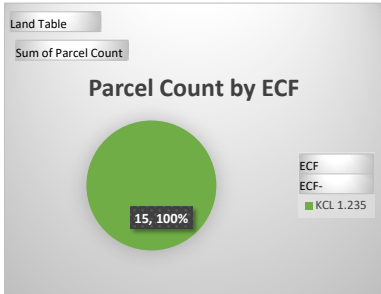 Land Table
Sum of Parcel Count
Parcel Count by ECF
15, 100%
ECF
ECF-
KCL 1.235